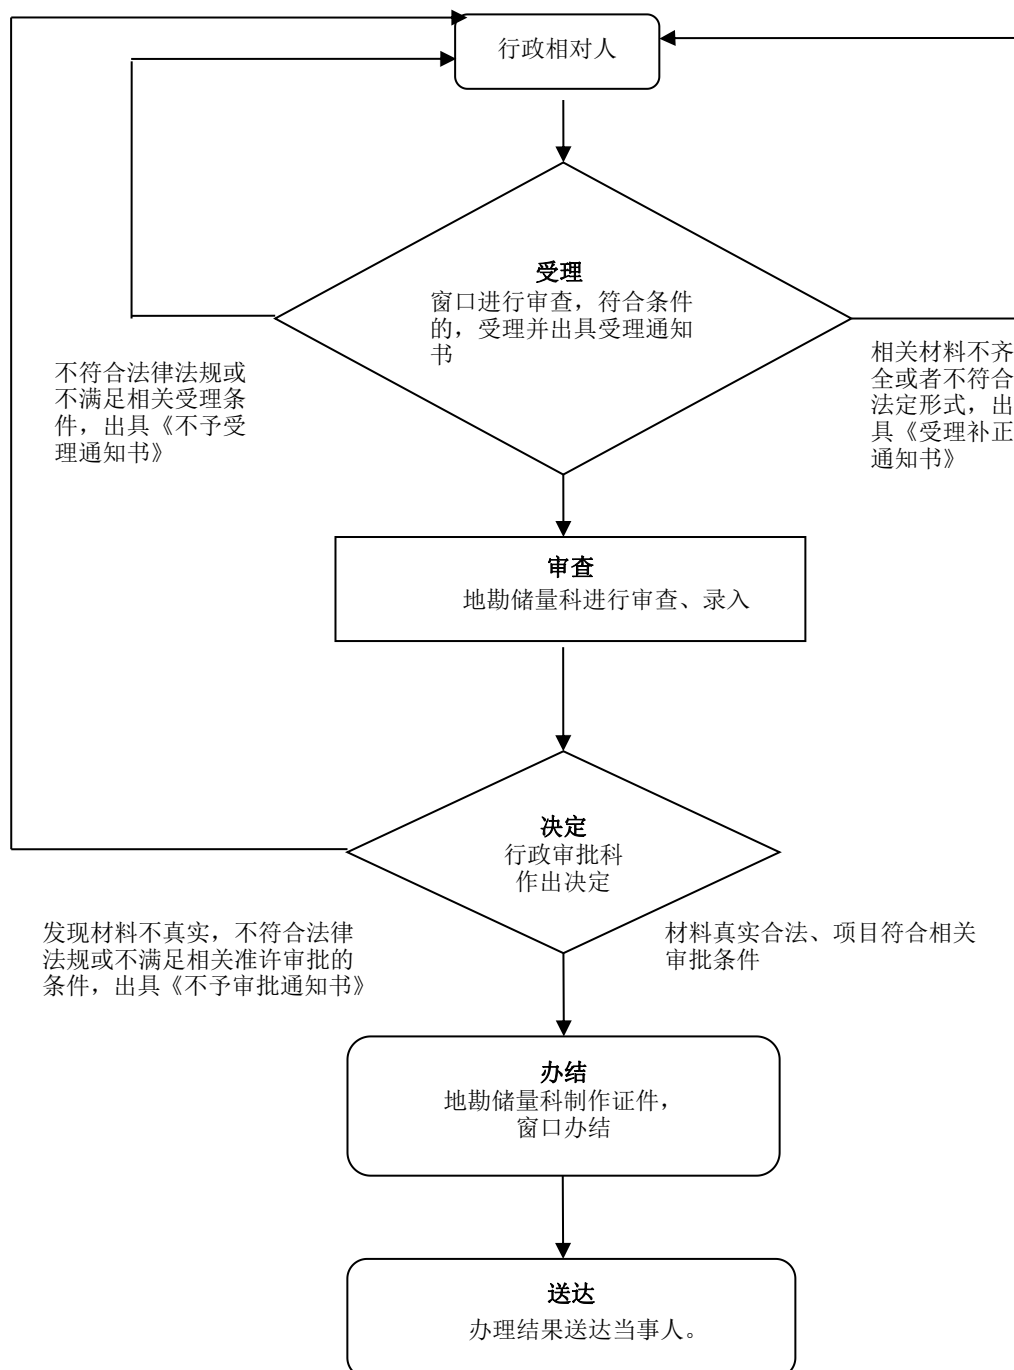 行政相对人
受理
窗口进行审查，符合条件
的，受理并出具受理通知
书
不符合法律法规或
不满足相关受理条
件，出具《不予受
理通知书》
相关材料不齐
全或者不符合
法定形式，出
具《受理补正
通知书》
审查
地勘储量科进行审查、录入
决定
行政审批科
作出决定
发现材料不真实，不符合法律
法规或不满足相关准许审批的
条件，出具《不予审批通知书》
材料真实合法、项目符合相关
审批条件
办结
地勘储量科制作证件，
窗口办结
送达
办理结果送达当事人。